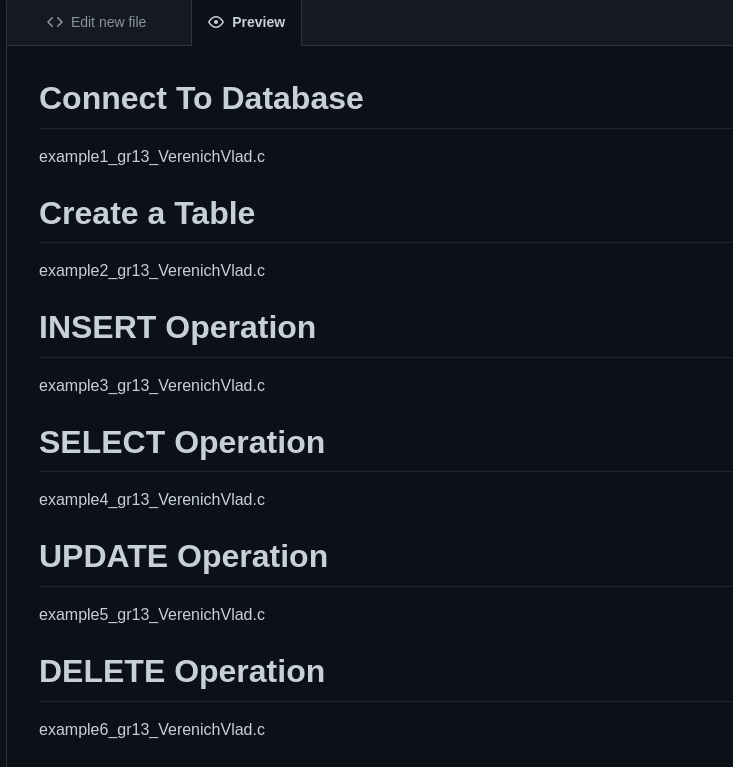 Edit new file
Preview
Connect To Database
example1_gr13_VerenichVlad.c
Create a Table
example2_gr13_VerenichVlad.c
INSERT Operation
example3_gr13_VerenichVlad.c
SELECT Operation
example4_gr13_VerenichVlad.c
UPDATE Operation
example5_gr13_VerenichVlad.c
DELETE Operation
example6_gr13_VerenichVlad.c